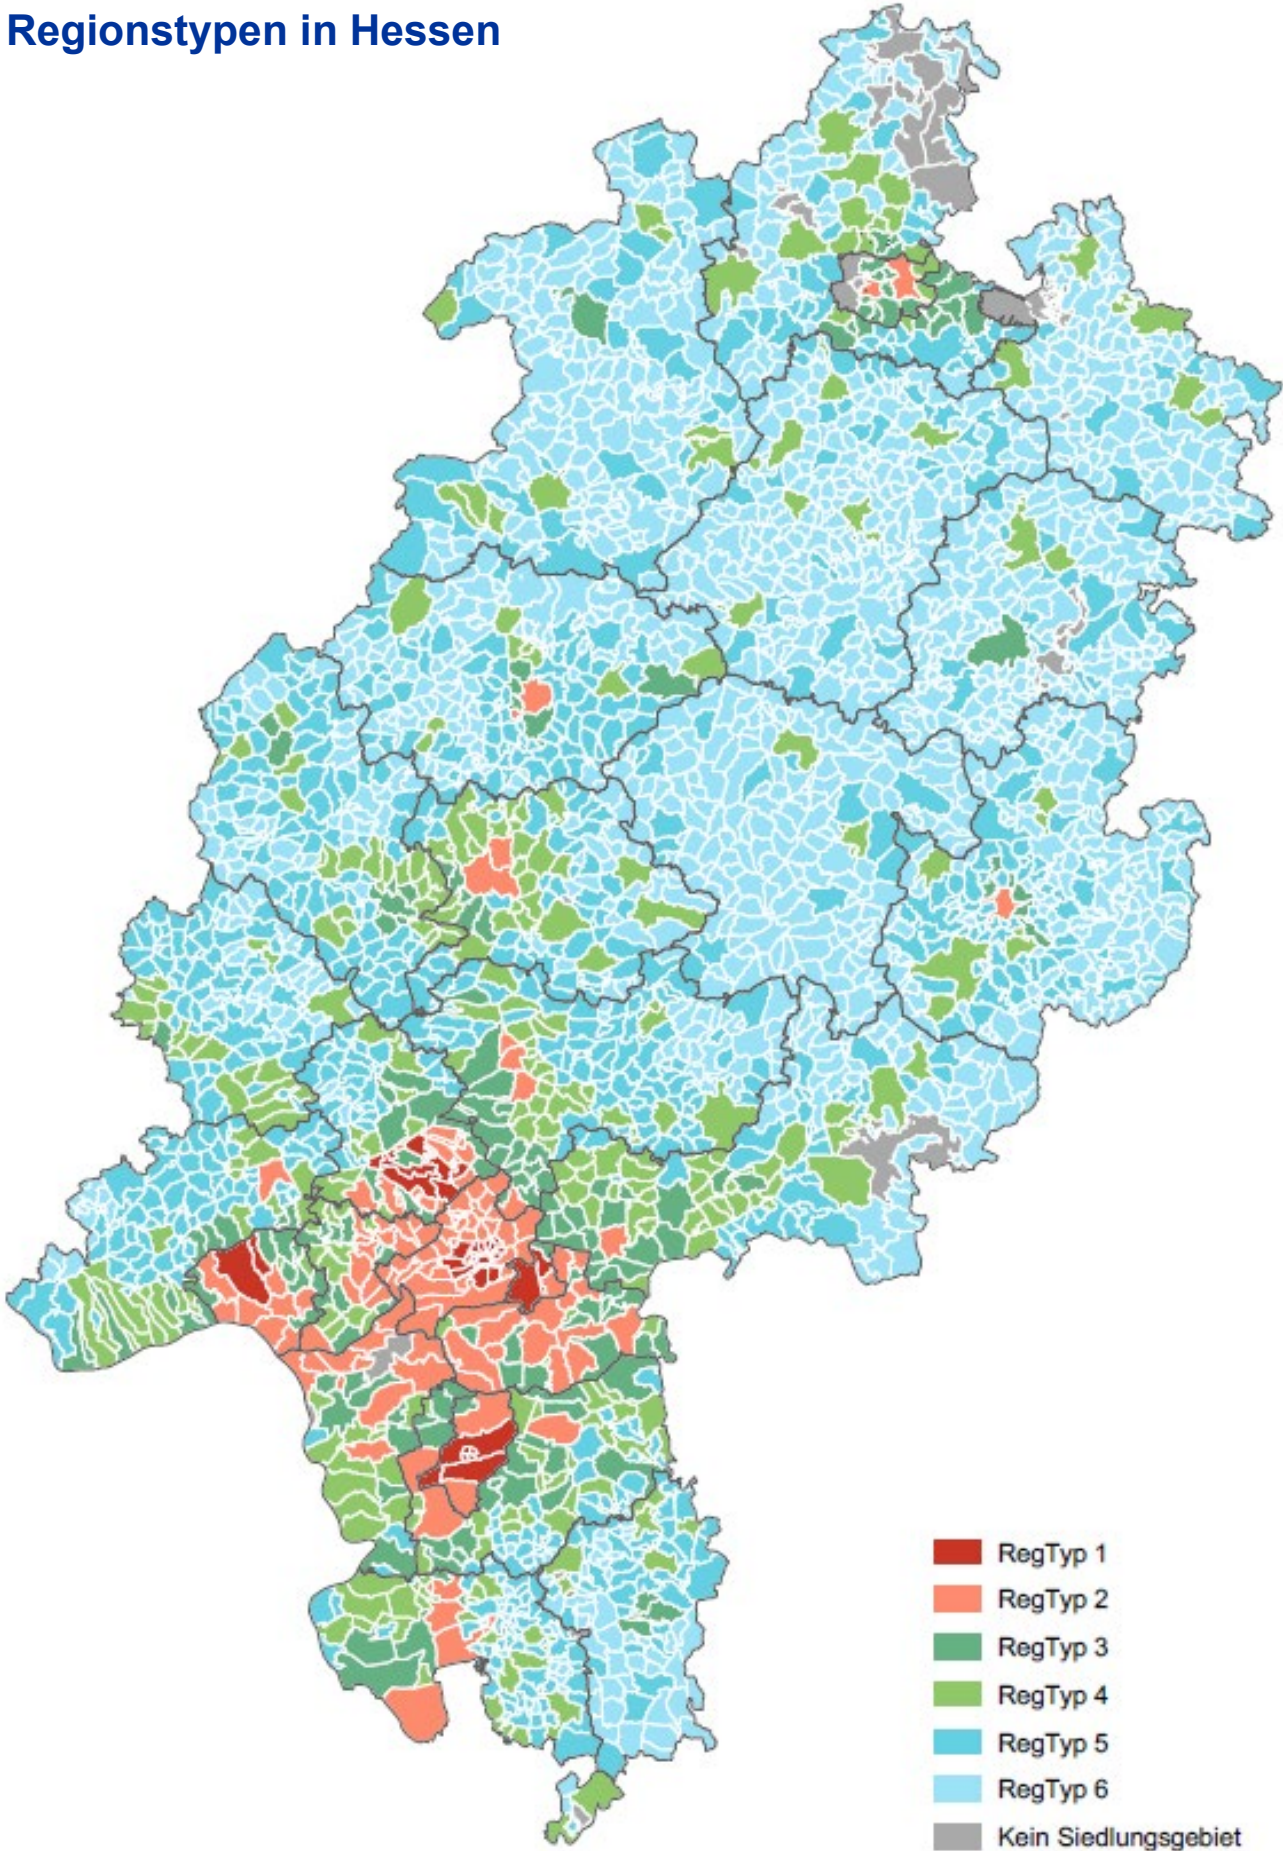 Regionstypen in Hessen
RegTyp 1
RegTyp 2
RegTyp 3
RegTyp 4
RegTyp 5
RegTyp 6
Kein Siedlungsgebiet